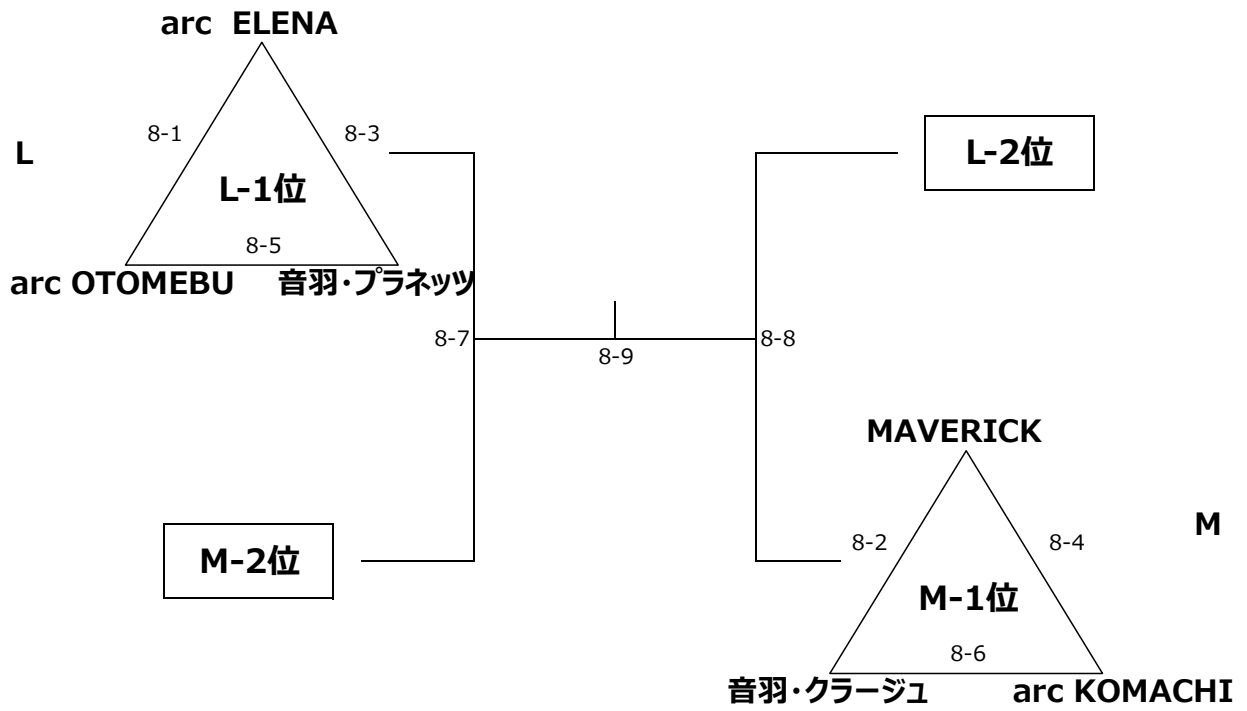 arc ELENA
8-1
8-3
L
L-1位
L-2位
8-5
arc OTOMEBU
音羽・プラネッツ
8-7
8-9
8-8
MAVERICK
M-2位
8-2
8-4
M
M-1位
8-6
音羽・クラージュ
arc KOMACHI